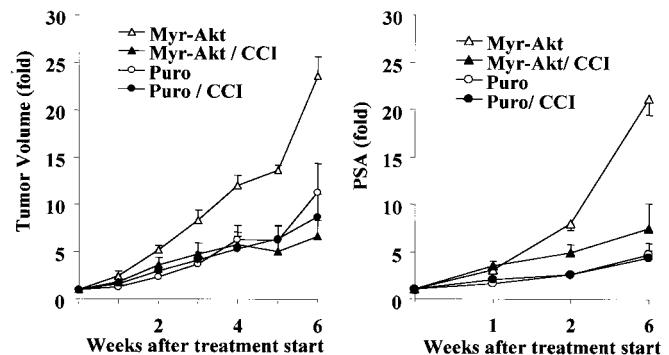 Tumor Volume (fold)
30
25
20
15
10
5
0
Myr-Akt
Myr-Akt / CCI
Puro
Puro / CCI
2
4
6
Weeks after treatment start
PSA (fold)
30
25
20
15
10
5
0
Myr-Akt
Myr-Akt/ CCI
Puro
Puro/ CCI
1
2
6
Weeks after treatment start